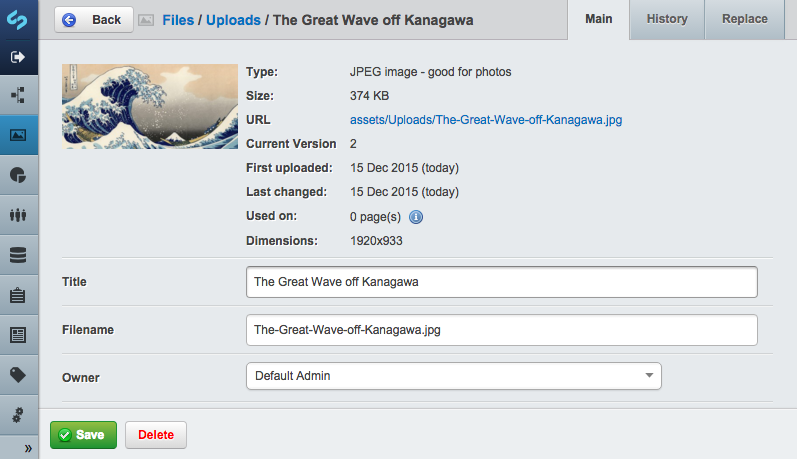 Back
Files / Uploads / The Great Wave off Kanagawa
Main
History
Replace
Type: JPEG image - good for photos
Size: 374 KB
URL assets/Uploads/The-Great-Wave-off-Kanagawa.jpg
Current Version 2
First uploaded: 15 Dec 2015 (today)
Last changed: 15 Dec 2015 (today)
Used on: 0 page(s)
Dimensions: 1920x933
Title The Great Wave off Kanagawa
Filename The-Great-Wave-off-Kanagawa.jpg
Owner Default Admin
Save
Delete
»